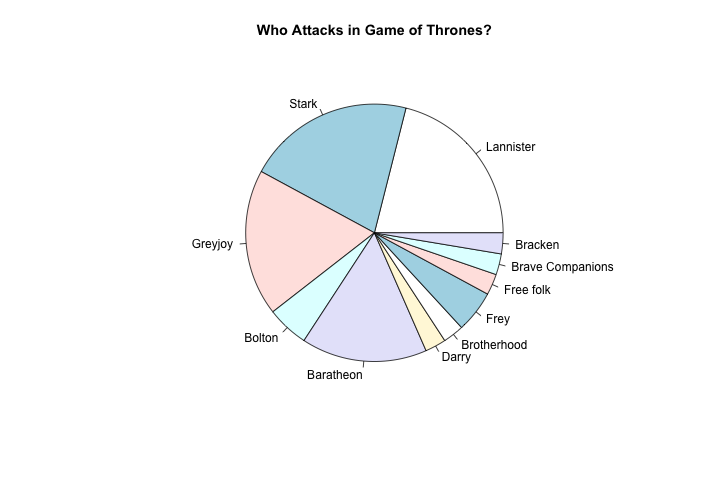 Who Attacks in Game of Thrones?
Stark
Lannister
Greyjoy
Bracken
Brave Companions
Free folk
Frey
Bolton
Brotherhood
Darry
Baratheon